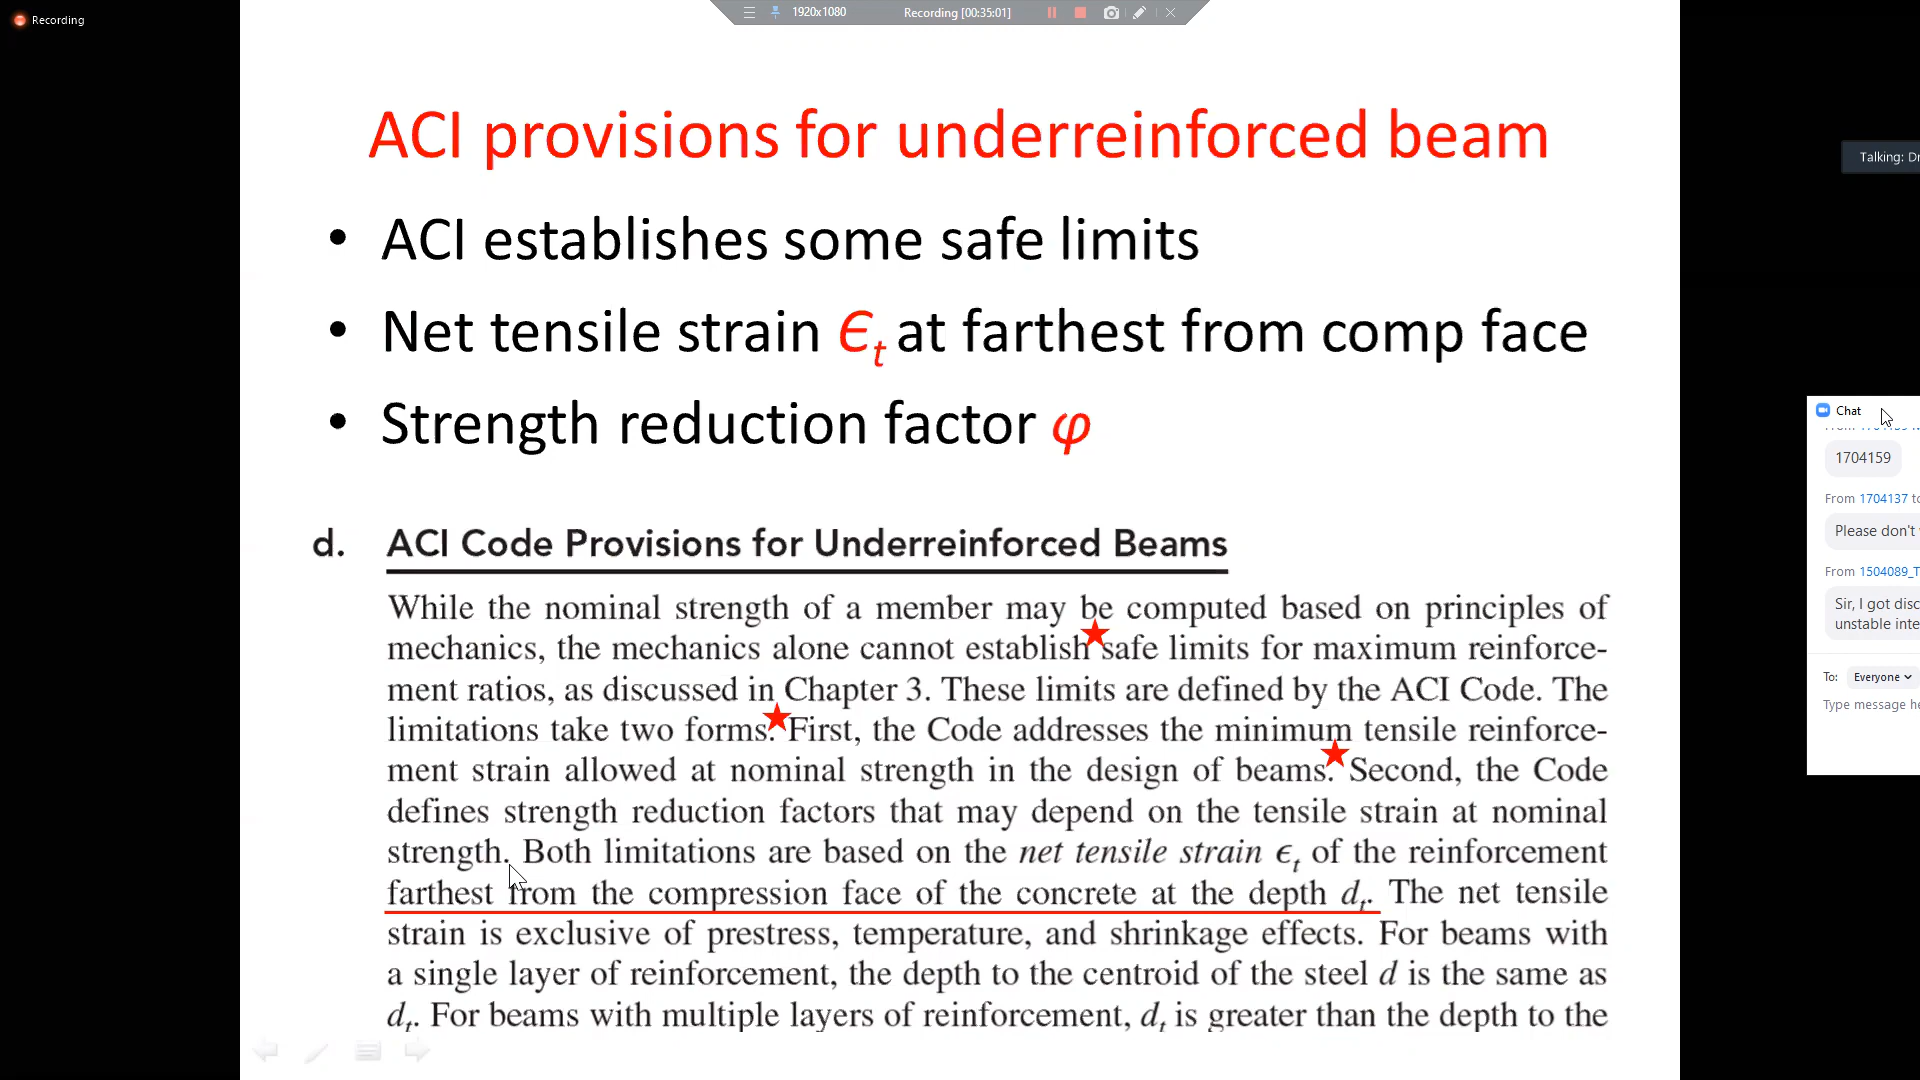 Recording
1920x1080
Recording [00:35:01]
ACI provisions for underreinforced beam
Talking:
• ACI establishes some safe limits
• Net tensile strain ϵt at farthest from comp face
• Strength reduction factor φ
Chat
1704159
From 1704137 to
Please don't
From 1504089_T
Sir, I got
unstable
To: Everyone
Type message
d. ACI Code Provisions for Underreinforced Beams
While the nominal strength of a member may be computed based on principles of
mechanics, the mechanics alone cannot establish safe limits for maximum reinforce-
ment ratios, as discussed in Chapter 3. These limits are defined by the ACI Code. The
limitations take two forms. First, the Code addresses the minimum tensile reinforce-
ment strain allowed at nominal strength in the design of beams. Second, the Code
defines strength reduction factors that may depend on the tensile strain at nominal
strength. Both limitations are based on the net tensile strain ϵt of the reinforcement
farthest from the compression face of the concrete at the depth dt. The net tensile
strain is exclusive of prestress, temperature, and shrinkage effects. For beams with
a single layer of reinforcement, the depth to the centroid of the steel d is the same as
dt. For beams with multiple layers of reinforcement, dt is greater than the depth to the